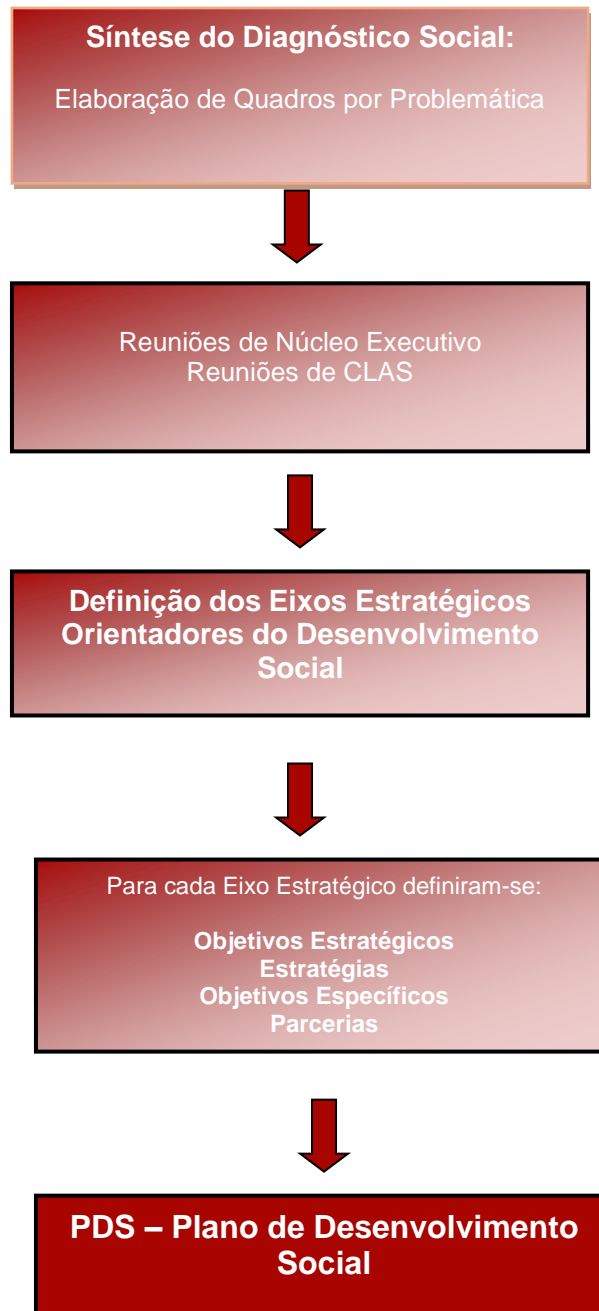 Síntese do Diagnóstico Social:
Elaboração de Quadros por Problemática
Reuniões de Núcleo Executivo
Reuniões de CLAS
Definição dos Eixos Estratégicos
Orientadores do Desenvolvimento
Social
Para cada Eixo Estratégico definiram-se:
Objetivos Estratégicos
Estratégias
Objetivos Específicos
Parcerias
PDS – Plano de Desenvolvimento
Social